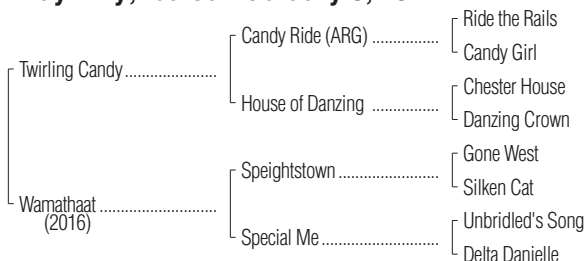 Ride the Rails
Candy Ride (ARG)
Candy Girl
Twirling Candy
Chester House
House of Danzing
Danzing Crown
Gone West
Speightstown
Silken Cat
Wamathaat
(2016)
Unbridled's Song
Special Me
Delta Danielle